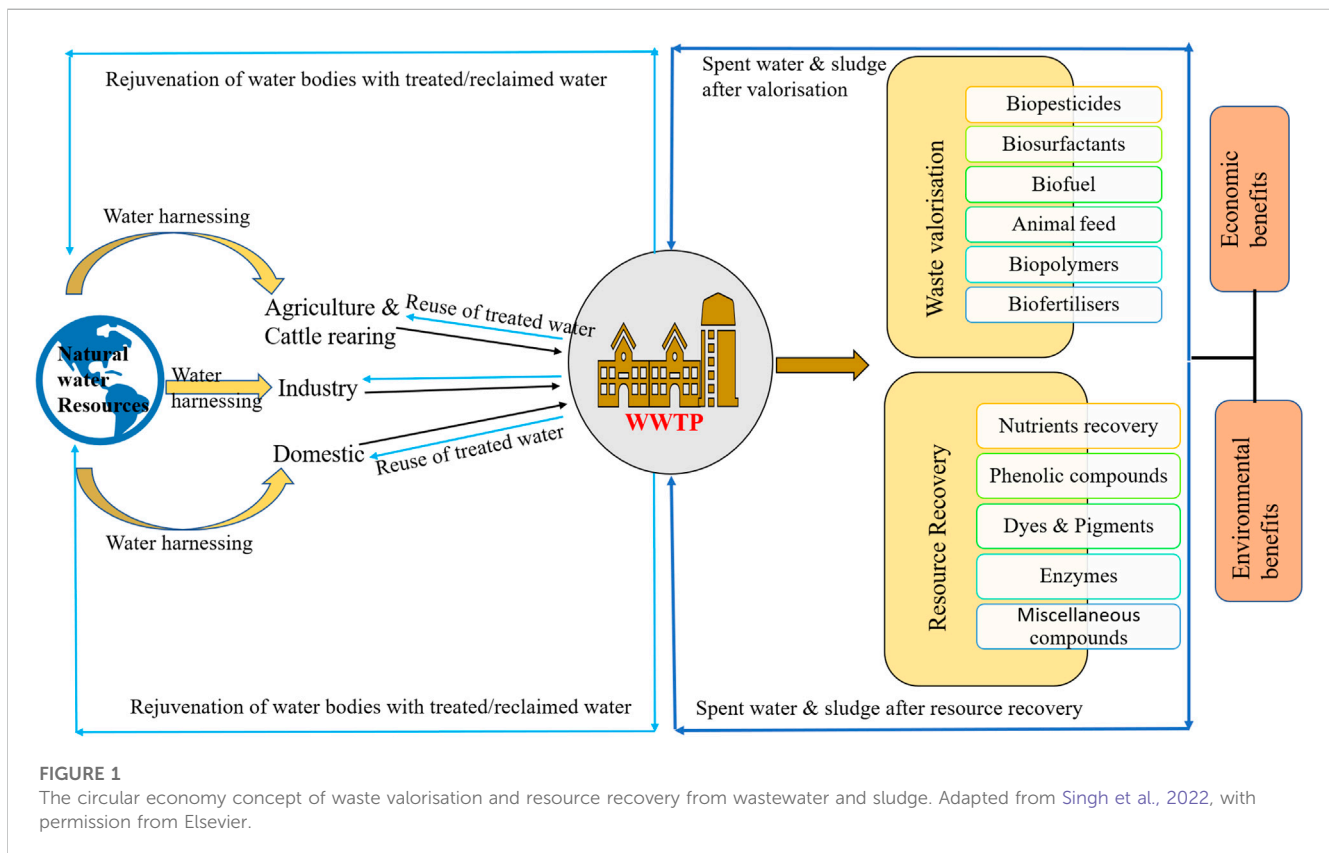 Rejuvenation of water bodies with treated/reclaimed water
Spent water & sludge
after valorisation
Water harnessing
Natural
water
Resources
Water
harnessing
Agriculture &
Cattle rearing
Reuse of treated water
Industry
Domestic
Reuse of treated water
Water harnessing
WWTP
Waste valorisation
Biopesticides
Biosurfactants
Biofuel
Animal feed
Biopolymers
Biofertilisers
Resource Recovery
Nutrients recovery
Phenolic compounds
Dyes & Pigments
Enzymes
Miscellaneous
compounds
Economic
benefits
Environmental
benefits
Rejuvenation of water bodies with treated/reclaimed water
Spent water & sludge after resource recovery
FIGURE 1
The circular economy concept of waste valorisation and resource recovery from wastewater and sludge. Adapted from Singh et al., 2022, with
permission from Elsevier.